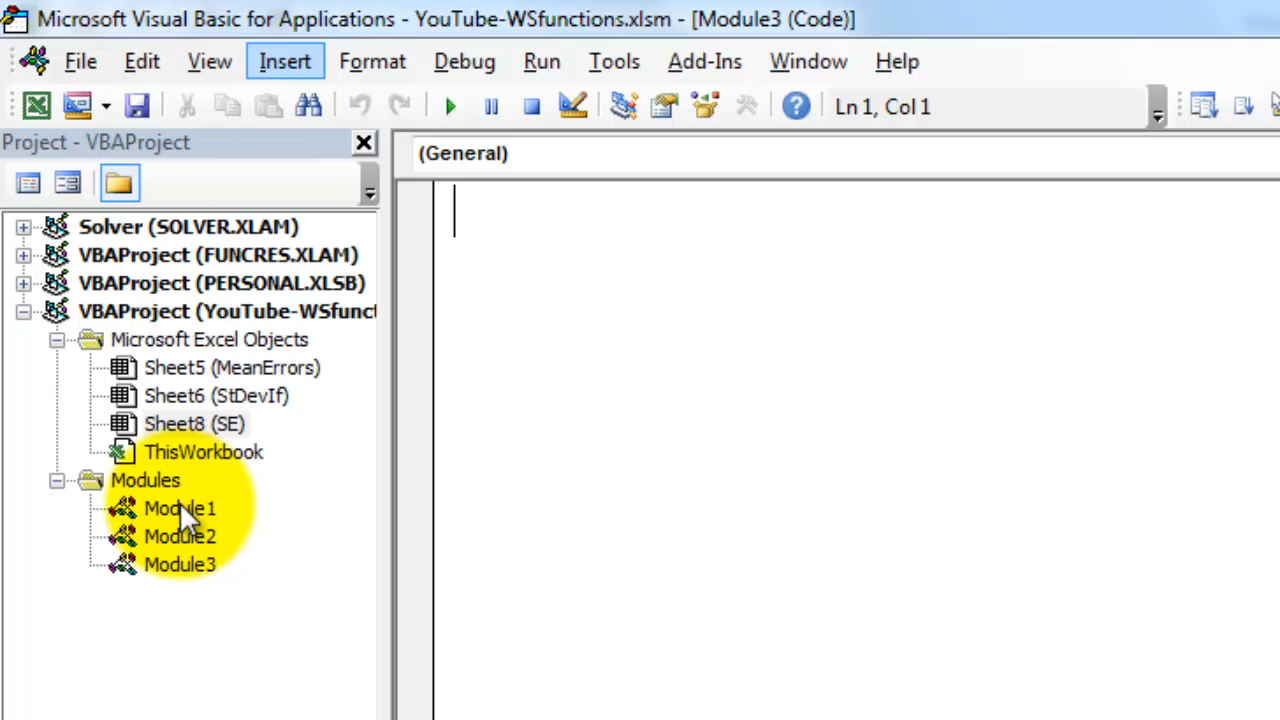 Microsoft Visual Basic for Applications - YouTube-WSfunctions.xlsm - [Module3 (Code)]
File Edit View Insert Format Debug Run Tools Add-Ins Window Help
Ln 1, Col 1
Project - VBAProject
(General)
Solver (SOLVER.XLAM)
VBAProject (FUNCRES.XLAM)
VBAProject (PERSONAL.XLSB)
VBAProject (YouTube-WSfunct
Microsoft Excel Objects
Sheet5 (MeanErrors)
Sheet6 (StDevIf)
Sheet8 (SE)
ThisWorkbook
Modules
Module1
Module2
Module3